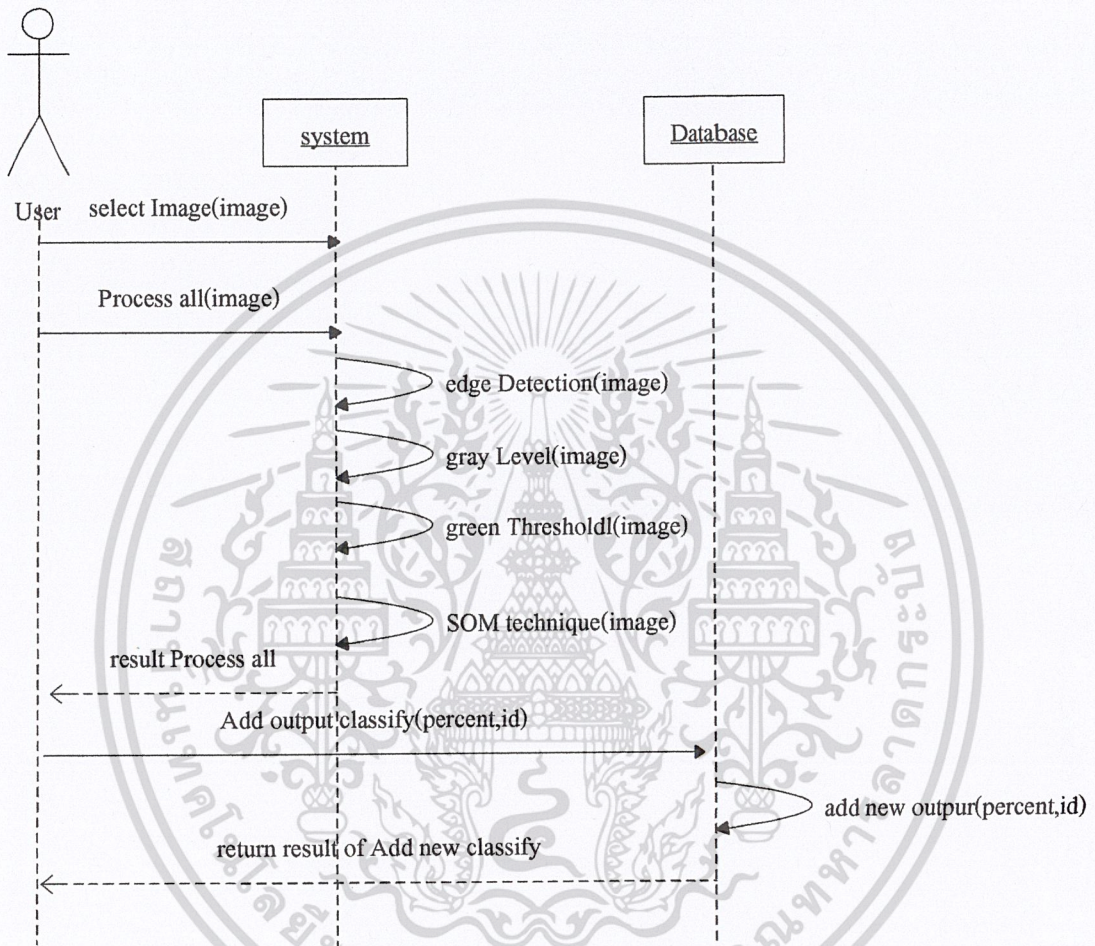 system
Database
User
select Image(image)
Process all(image)
edge Detection(image)
gray Level(image)
green Thresholdl(image)
SOM technique(image)
result Process all
Add output classify(percent,id)
add new outpur(percent,id)
return result of Add new classify